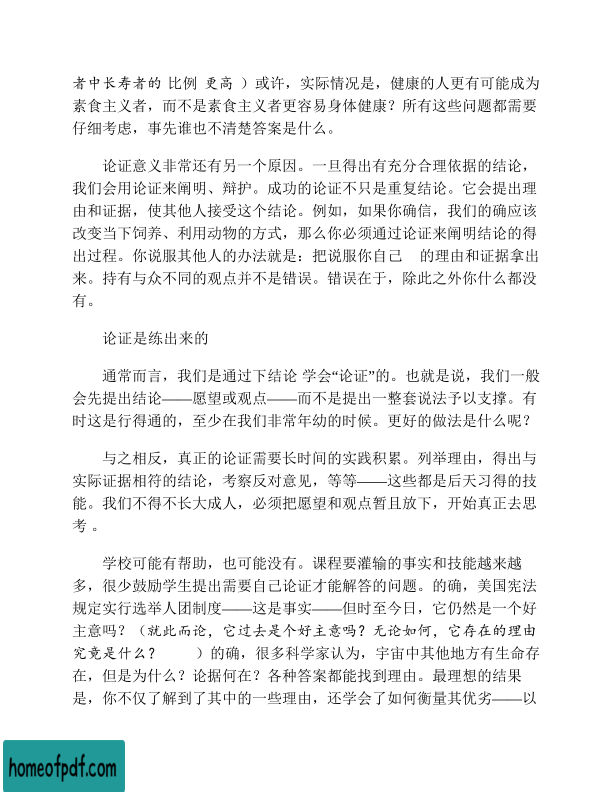 者中长寿者的 比例 更高 ）或许，实际情况是，健康的人更有可能成为
素食主义者，而不是素食主义者更容易身体健康？所有这些问题都需要
仔细考虑，事先谁也不清楚答案是什么。
论证意义非常还有另一个原因。一旦得出有充分合理依据的结论，
我们会用论证来阐明、辩护。成功的论证不只是重复结论。它会提出理
由和证据，使其他人接受这个结论。例如，如果你确信，我们的确应该
改变当下饲养、利用动物的方式，那么你必须通过论证来阐明结论的得
出过程。你说服其他人的办法就是：把说服你自己 的理由和证据拿出
来。持有与众不同的观点并不是错误。错误在于，除此之外你什么都没
有。
论证是练出来的
通常而言，我们是通过下结论 学会“论证”的。也就是说，我们一般
会先提出结论——愿望或观点——而不是提出一整套说法予以支撑。有
时这是行得通的，至少在我们非常年幼的时候。更好的做法是什么呢？
与之相反，真正的论证需要长时间的实践积累。列举理由，得出与
实际证据相符的结论，考察反对意见，等等——这些都是后天习得的技
能。我们不得不长大成人，必须把愿望和观点暂且放下，开始真正去思
考 。
学校可能有帮助，也可能没有。课程要灌输的事实和技能越来越
多，很少鼓励学生提出需要自己论证才能解答的问题。的确，美国宪法
规定实行选举人团制度——这是事实——但时至今日，它仍然是一个好
主意吗？（就此而论，它过去是个好主意吗？无论如何，它存在的理由
究竟是什么？ ）的确，很多科学家认为，宇宙中其他地方有生命存
在，但是为什么？论据何在？各种答案都能找到理由。最理想的结果
是，你不仅了解到了其中的一些理由，还学会了如何衡量其优劣——以
homeofpdf.com